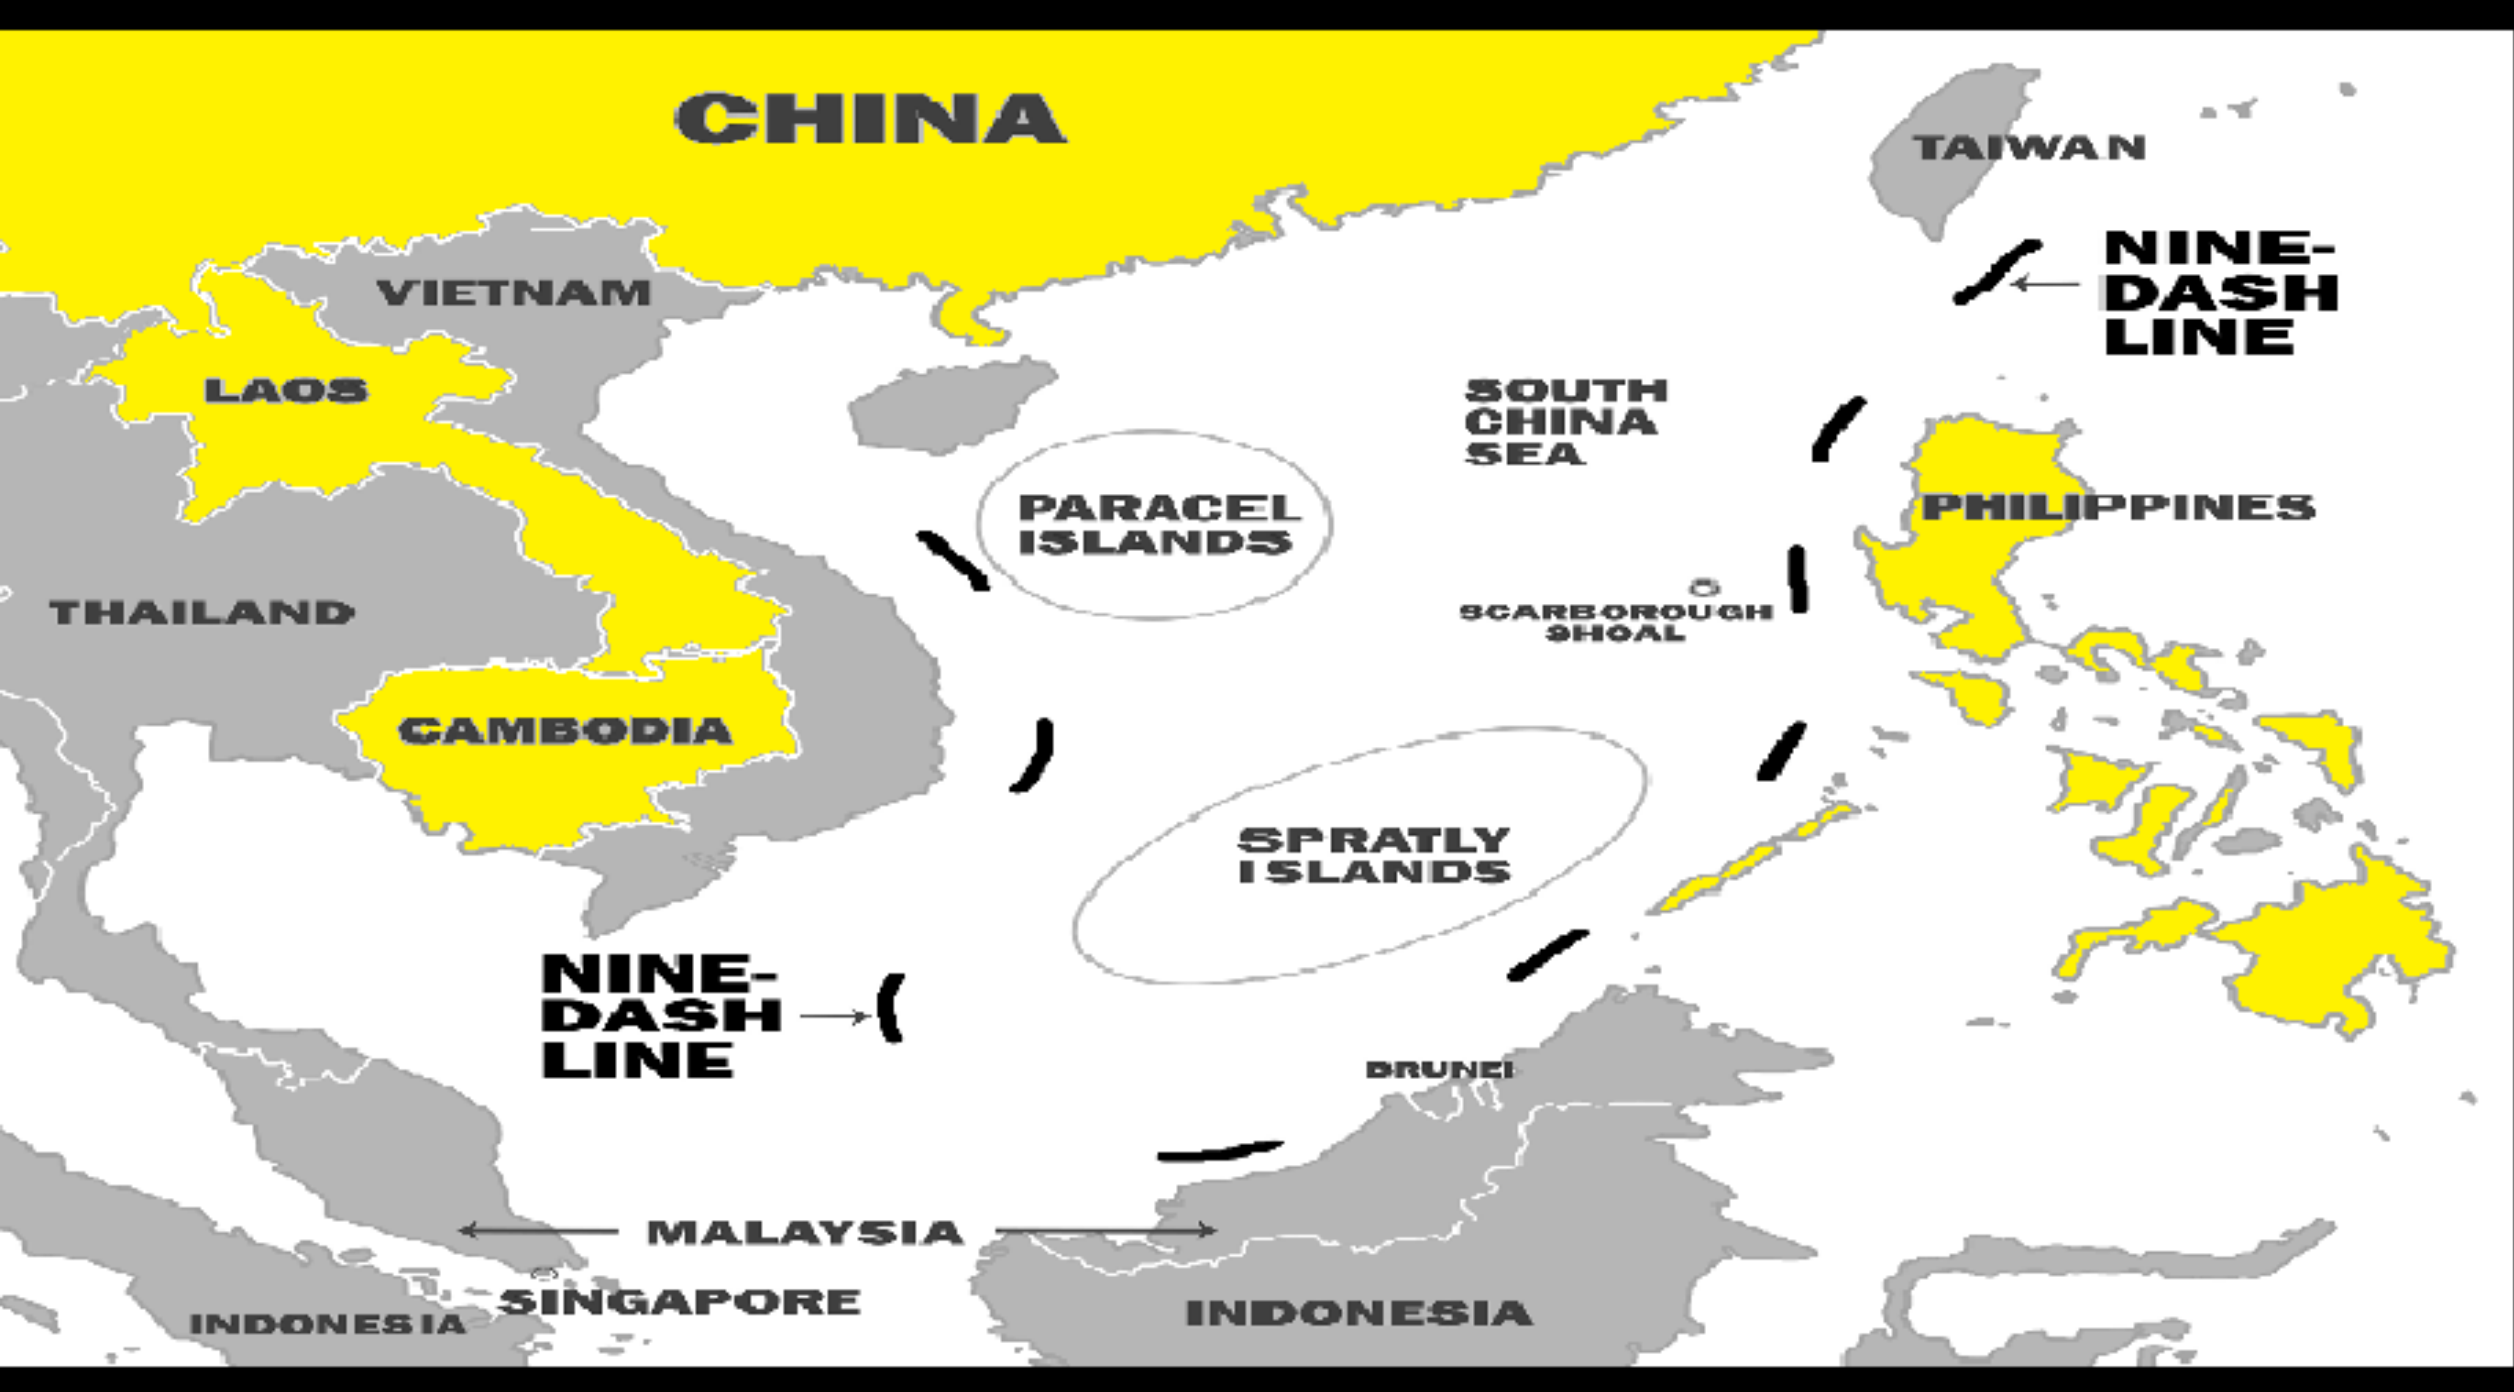 CHINA
TAIWAN
NINE-
DASH
LINE
VIETNAM
LAOS
SOUTH
CHINA
SEA
PARACEL
ISLANDS
PHILIPPINES
THAILAND
SCARBOROUGH
SHOAL
CAMBODIA
SPRATLY
ISLANDS
NINE-
DASH
LINE
BRUNEI
MALAYSIA
SINGAPORE
INDONESIA
INDONESIA